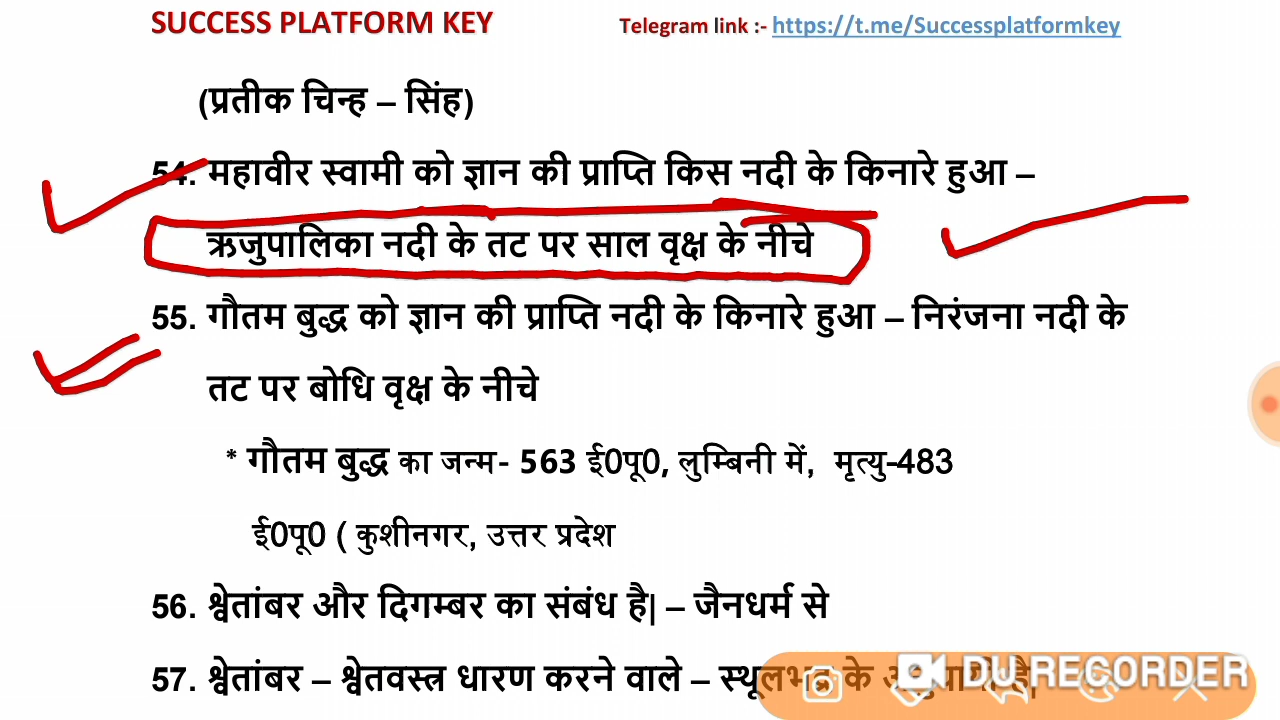 SUCCESS PLATFORM KEY Telegram link :- https://t.me/Successplatformkey
(प्रतीक चिन्ह – सिंह)
54. महावीर स्वामी को ज्ञान की प्राप्ति किस नदी के किनारे हुआ –
ऋजुपालिका नदी के तट पर साल वृक्ष के नीचे
55. गौतम बुद्ध को ज्ञान की प्राप्ति नदी के किनारे हुआ – निरंजना नदी के
तट पर बोधि वृक्ष के नीचे
* गौतम बुद्ध का जन्म- 563 ई0पू0, लुम्बिनी में, मृत्यु-483
ई0पू0 ( कुशीनगर, उत्तर प्रदेश
56. श्वेतांबर और दिगम्बर का संबंध है| – जैनधर्म से
57. श्वेतांबर – श्वेतवस्त्र धारण करने वाले – स्थूलभद्र के
DU RECORDER